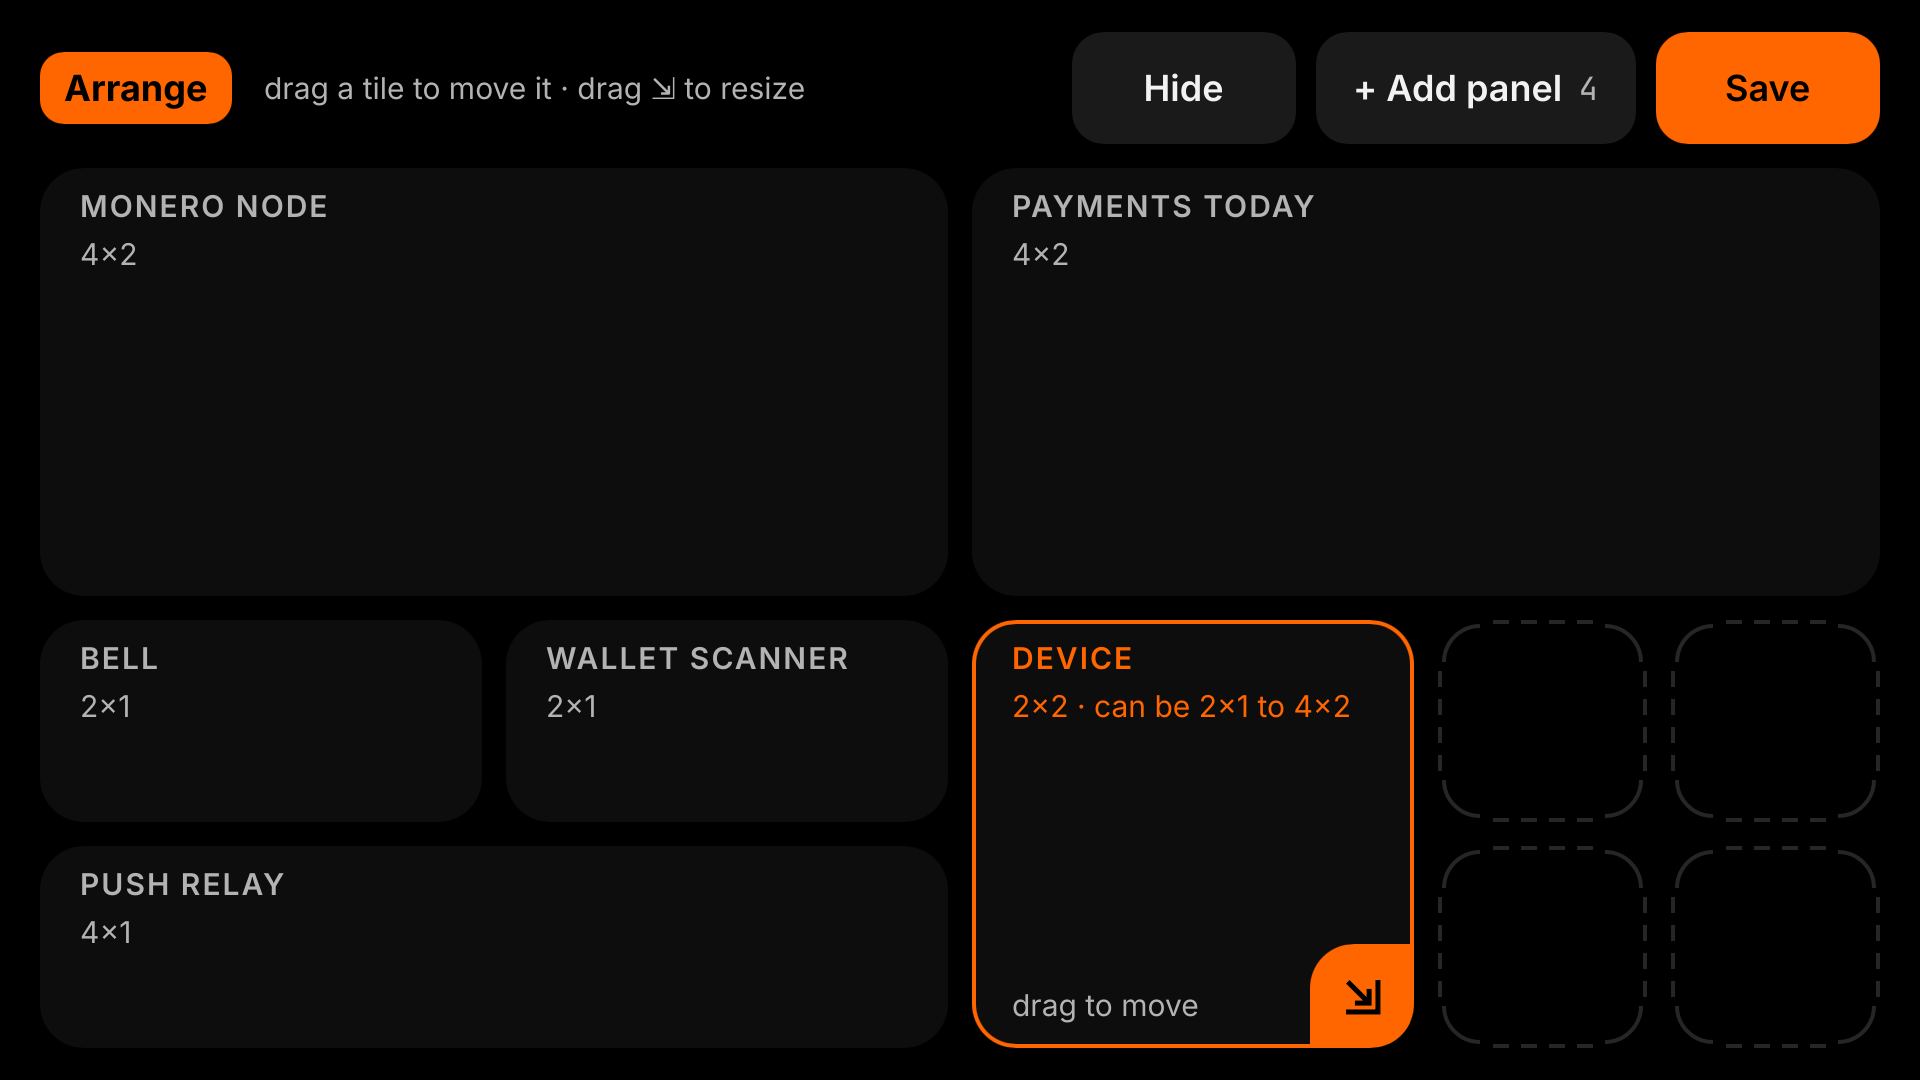 Arrange
drag a tile to move it · drag ⇲ to resize
Hide
+ Add panel 4
Save
MONERO NODE
4×2
PAYMENTS TODAY
4×2
BELL
2×1
WALLET SCANNER
2×1
DEVICE
2×2 · can be 2×1 to 4×2
drag to move
PUSH RELAY
4×1